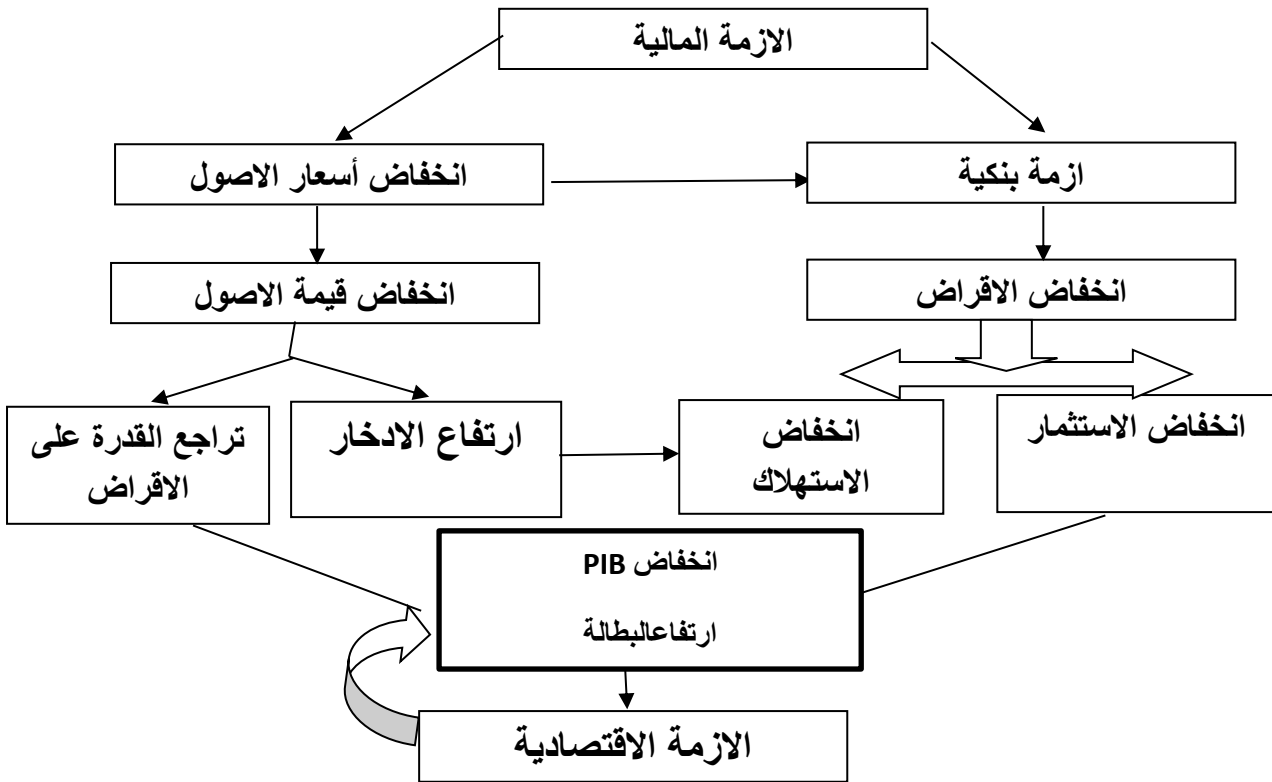 الازمة المالية
ازمة بنكية
انخفاض أسعار الاصول
انخفاض الاقراض
انخفاض قيمة الاصول
انخفاض الاستثمار
انخفاض
الاستهلاك
ارتفاع الادخار
تراجع القدرة على
الاقراض
انخفاض PIB
ارتفاعالبطالة
الازمة الاقتصادية